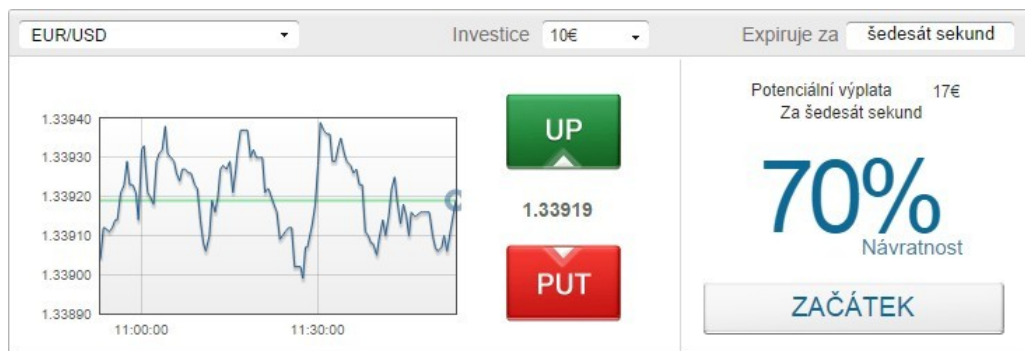 EUR/USD Investice 10€ Expiruje za šedesát sekund
Potenciální výplata 17€
Za šedesát sekund
1.33940
1.33930
1.33920
1.33910
1.33900
1.33890
11:00:00 11:30:00
UP
1.33919
PUT
70%
Návratnost
ZAČÁTEK